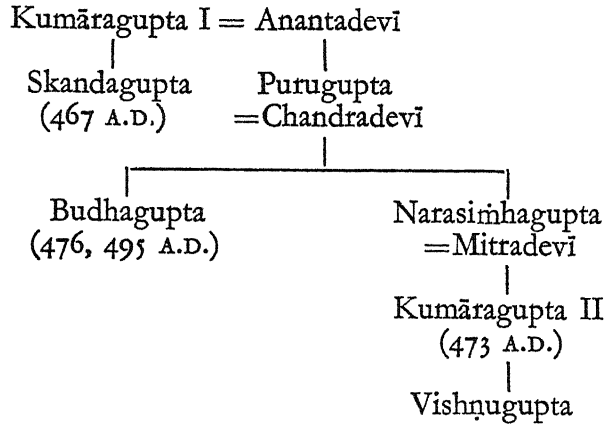 Kumāragupta I = Anantadevī
Skandagupta Purugupta
(467 A.D.) =Chandradevī
Budhagupta Narasiṁhagupta
(476, 495 A.D.) =Mitradevī
Kumāragupta II
(473 A.D.)
Vishṇugupta